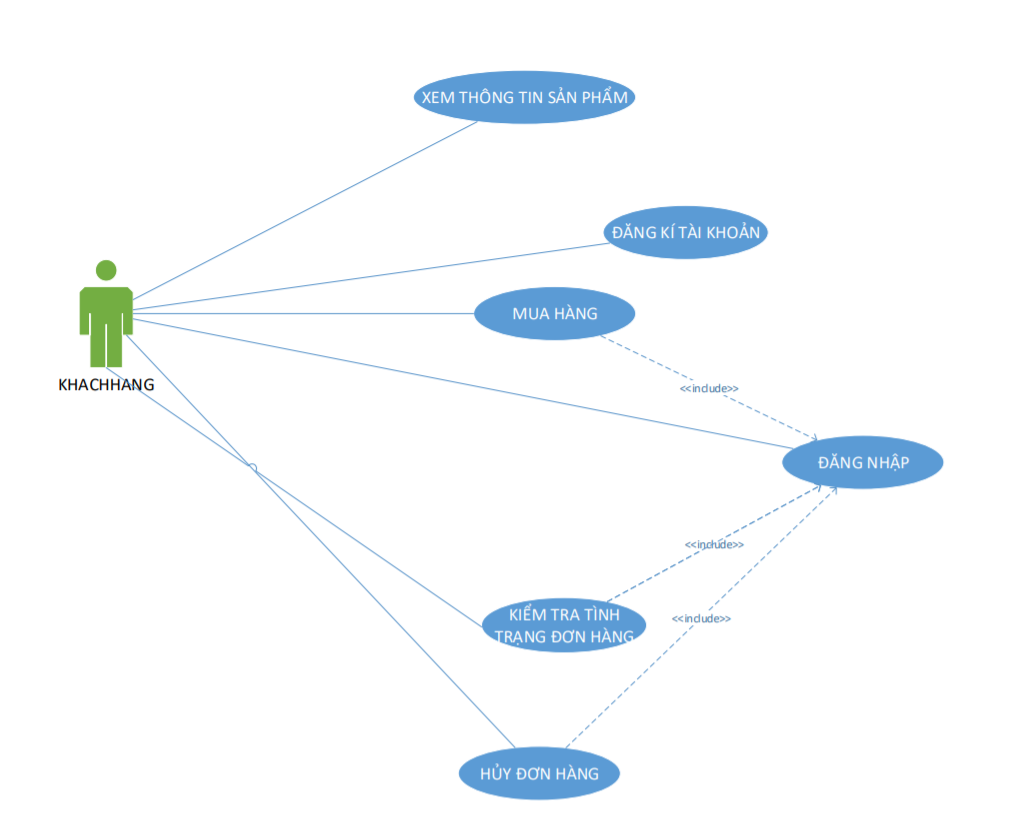 XEM THÔNG TIN SẢN PHẨM
ĐĂNG KÍ TÀI KHOẢN
MUA HÀNG
KHACHHANG
<<include>>
ĐĂNG NHẬP
<<include>>
KIỂM TRA TÌNH
TRẠNG ĐƠN HÀNG
<<include>>
HỦY ĐƠN HÀNG